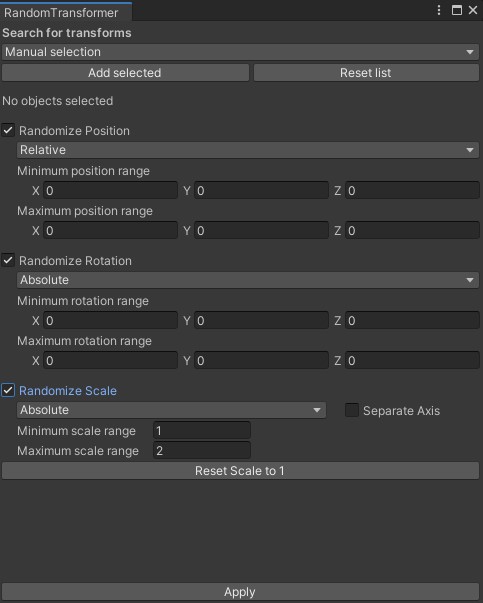 RandomTransformer
Search for transforms
Manual selection
Add selected Reset list
No objects selected
Randomize Position
Relative
Minimum position range
X 0 Y 0 Z 0
Maximum position range
X 0 Y 0 Z 0
Randomize Rotation
Absolute
Minimum rotation range
X 0 Y 0 Z 0
Maximum rotation range
X 0 Y 0 Z 0
Randomize Scale
Absolute Separate Axis
Minimum scale range 1
Maximum scale range 2
Reset Scale to 1
Apply